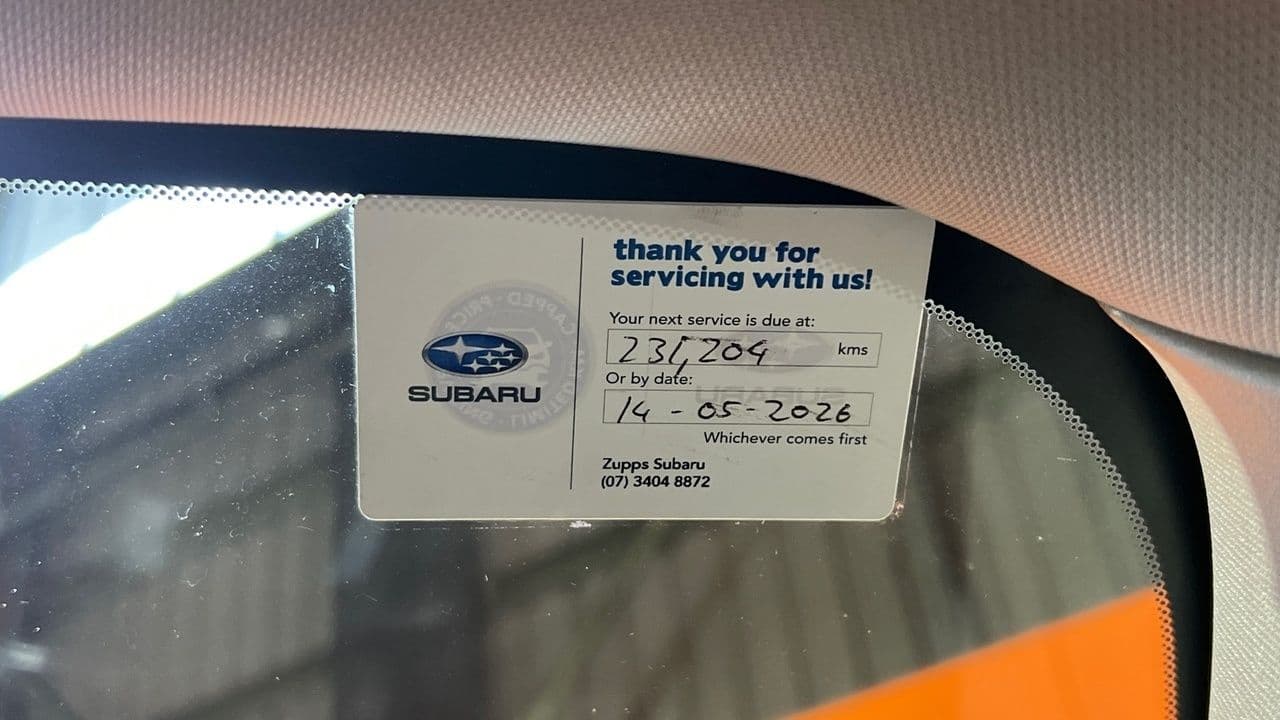 SUBARU
thank you for
servicing with us!
Your next service is due at:
231,204 kms
Or by date:
14 - 05 - 2026
Whichever comes first
Zupps Subaru
(07) 3404 8872